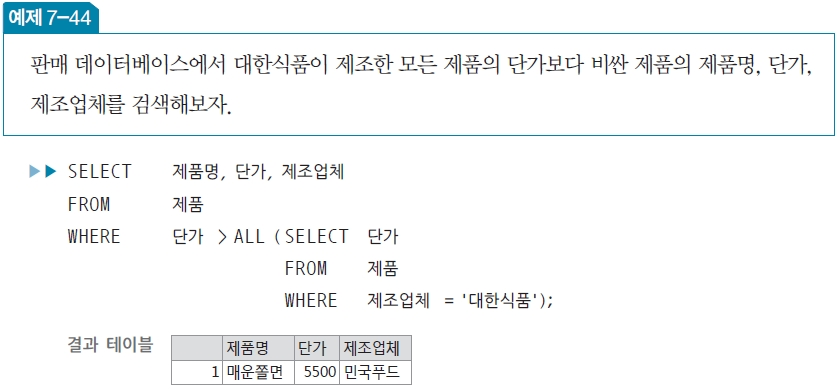 예제 7-44
판매 데이터베이스에서 대한식품이 제조한 모든 제품의 단가보다 비싼 제품의 제품명, 단가,
제조업체를 검색해보자.
▶▶ SELECT 제품명, 단가, 제조업체
FROM 제품
WHERE 단가 > ALL (SELECT 단가
FROM 제품
WHERE 제조업체 = '대한식품');
결과 테이블
제품명 단가 제조업체
1 매운쫄면 5500 민국푸드